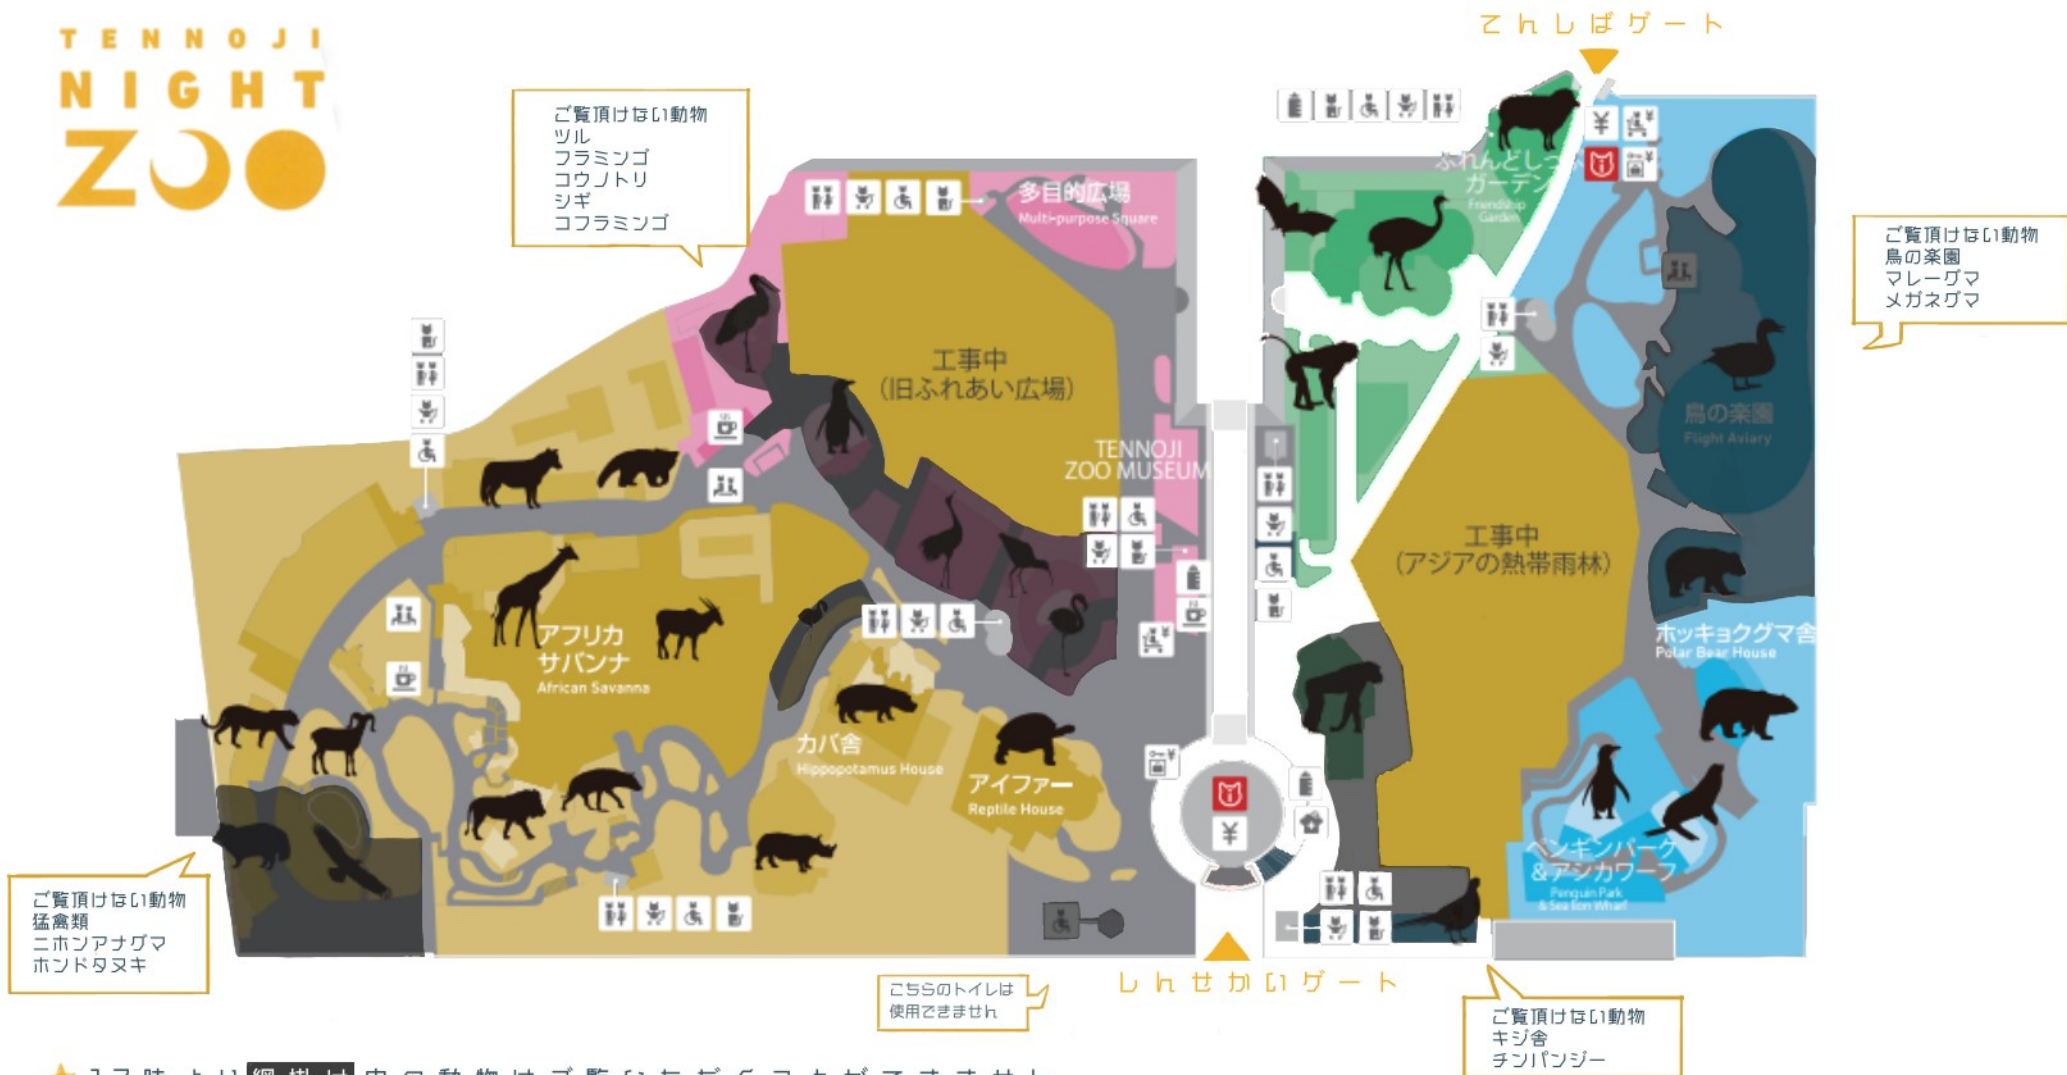 TENNOJI
NIGHT
ZOO
てんしばゲート
ご覧頂けない動物
ツル
フラミンゴ
コウノトリ
シギ
コフラミンゴ
多目的広場
Multi-purpose Square
ふれんどしっぷ
ガーデン
Friendship
Garden
ご覧頂けない動物
鳥の楽園
マレーグマ
メガネグマ
工事中
(旧ふれあい広場)
鳥の楽園
Flight Aviary
TENNOJI
ZOO MUSEUM
工事中
(アジアの熱帯雨林)
アフリカ
サバンナ
African Savanna
ホッキョクグマ舎
Polar Bear House
カバ舎
Hippopotamus House
アイファー
Reptile House
ペンギンパーク
&アシカワーフ
Penguin Park
& Sea lion Wharf
ご覧頂けない動物
猛禽類
ニホンアナグマ
ホンドタヌキ
こちらのトイレは
使用できません
しんせかいゲート
ご覧頂けない動物
キジ舎
チンパンジー